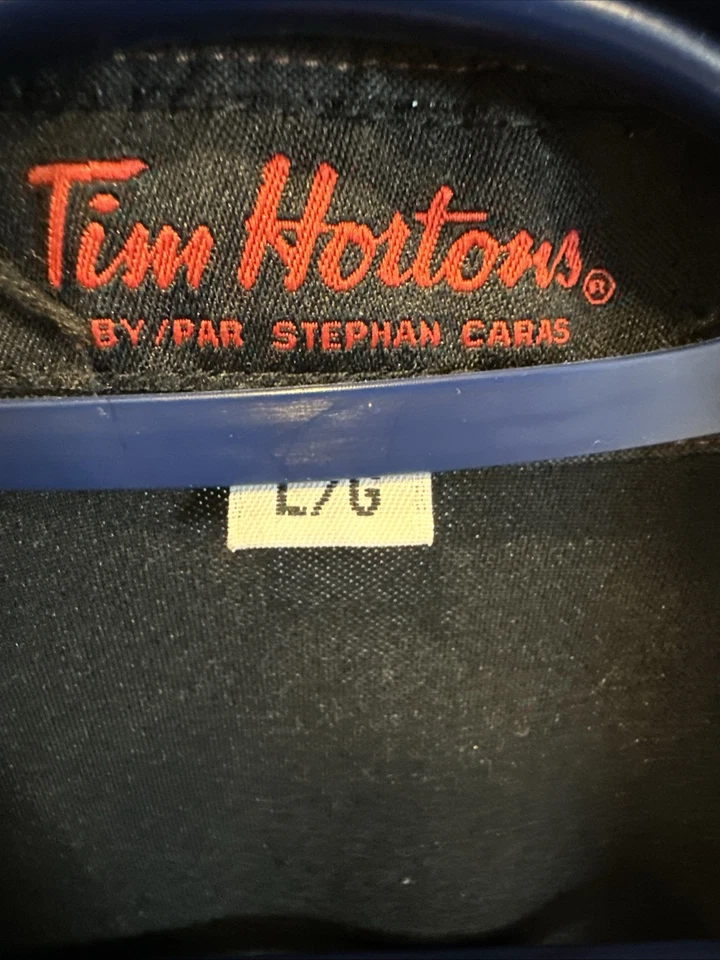 Tim Hortons®
BY/PAR STEPHAN CARAS
L/G